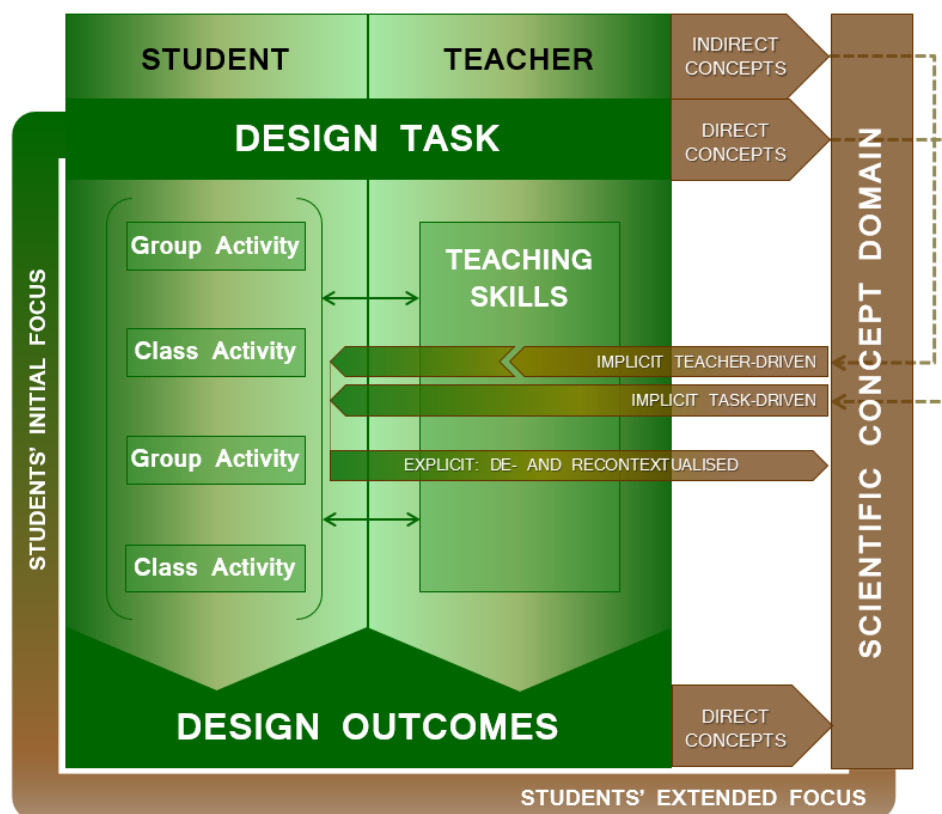 STUDENT
TEACHER
INDIRECT
CONCEPTS
DESIGN TASK
DIRECT
CONCEPTS
Group Activity
TEACHING
SKILLS
Class Activity
IMPLICIT TEACHER-DRIVEN
IMPLICIT TASK-DRIVEN
Group Activity
EXPLICIT: DE- AND RECONTEXTUALISED
Class Activity
STUDENTS' INITIAL FOCUS
SCIENTIFIC CONCEPT DOMAIN
DESIGN OUTCOMES
DIRECT
CONCEPTS
STUDENTS' EXTENDED FOCUS